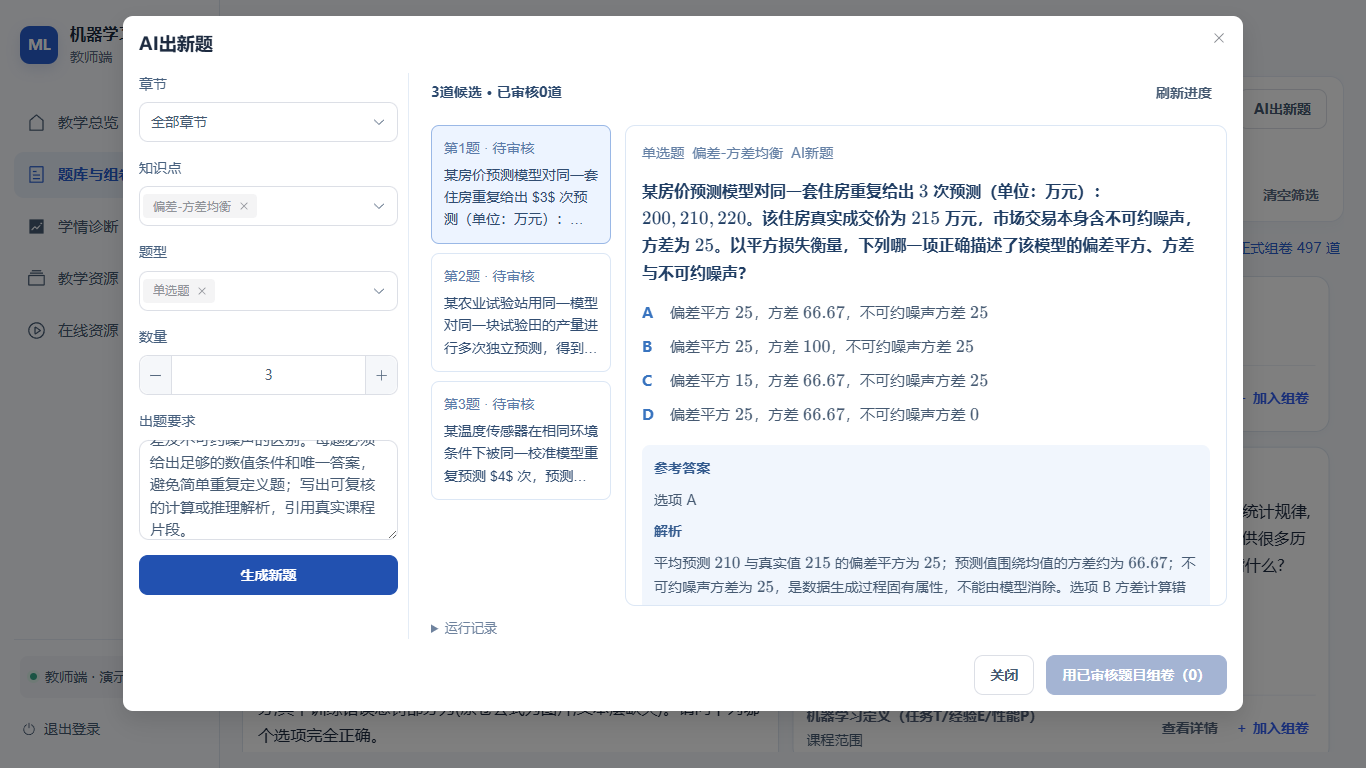 ML
机器学习
教师端
教学总览
题库与组卷
学情诊断
教学资源
在线资源
教师端 · 演示
退出登录
AI出新题
章节
全部章节
知识点
偏差-方差均衡 ×
题型
单选题 ×
数量
− 3 +
出题要求
差及不可约噪声的区别。每题必须
给出足够的数值条件和唯一答案，
避免简单重复定义题；写出可复核
的计算或推理解析，引用真实课程
片段。
生成新题
3道候选 • 已审核0道
刷新进度
第1题 · 待审核
某房价预测模型对同一套
住房重复给出 $3$ 次预
测（单位：万元）：...
第2题 · 待审核
某农业试验站用同一模型
对同一块试验田的产量进
行多次独立预测，得到...
第3题 · 待审核
某温度传感器在相同环境
条件下被同一校准模型重
复预测 $4$ 次，预测...
单选题 偏差-方差均衡 AI新题
某房价预测模型对同一套住房重复给出 3 次预测（单位：万元）：
200, 210, 220。该住房真实成交价为 215 万元，市场交易本身含不可约噪声，
方差为 25。以平方损失衡量，下列哪一项正确描述了该模型的偏差平方、方差
与不可约噪声？
A 偏差平方 25，方差 66.67，不可约噪声方差 25
B 偏差平方 25，方差 100，不可约噪声方差 25
C 偏差平方 15，方差 66.67，不可约噪声方差 25
D 偏差平方 25，方差 66.67，不可约噪声方差 0
参考答案
选项 A
解析
平均预测 210 与真实值 215 的偏差平方为 25；预测值围绕均值的方差约为 66.67；不
可约噪声方差为 25，是数据生成过程固有属性，不能由模型消除。选项 B 方差计算错
运行记录
关闭
用已审核题目组卷（0）
AI出新题
清空筛选
正式组卷 497 道
+ 加入组卷
统计规律,
供很多历
什么?
个选项完全正确。
机器学习定义（任务T/经验E/性能P）
课程范围
查看详情
+ 加入组卷